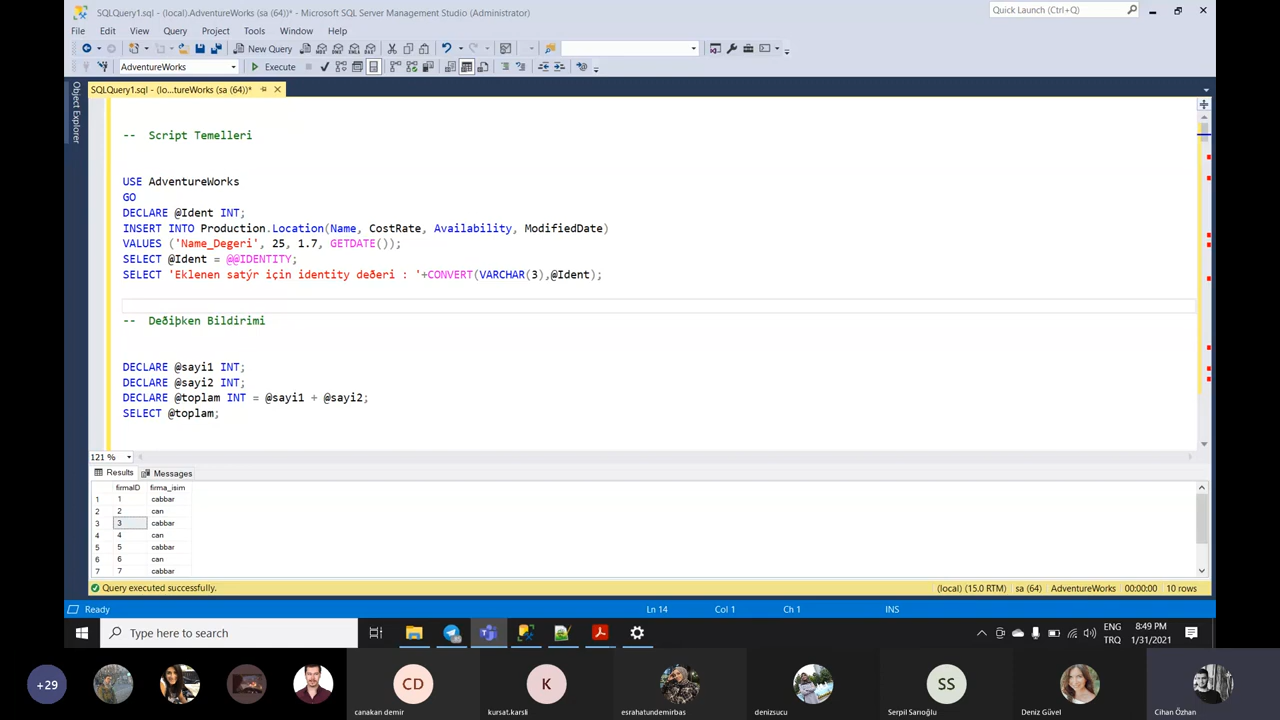 SQLQuery1.sql - (local).AdventureWorks (sa (64))* - Microsoft SQL Server Management Studio (Administrator)
Quick Launch (Ctrl+Q)
File Edit View Query Project Tools Window Help
New Query
AdventureWorks
Execute
SQLQuery1.sql - (lo...tureWorks (sa (64))*
Object Explorer
-- Script Temelleri
USE AdventureWorks
GO
DECLARE @Ident INT;
INSERT INTO Production.Location(Name, CostRate, Availability, ModifiedDate)
VALUES ('Name_Degeri', 25, 1.7, GETDATE());
SELECT @Ident = @@IDENTITY;
SELECT 'Eklenen satýr için identity deðeri : '+CONVERT(VARCHAR(3),@Ident);
-- Deðiþken Bildirimi
DECLARE @sayi1 INT;
DECLARE @sayi2 INT;
DECLARE @toplam INT = @sayi1 + @sayi2;
SELECT @toplam;
121 %
Results Messages
firmaID firma_isim
1 1 cabbar
2 2 can
3 3 cabbar
4 4 can
5 5 cabbar
6 6 can
7 7 cabbar
Query executed successfully. (local) (15.0 RTM) sa (64) AdventureWorks 00:00:00 10 rows
Ready Ln 14 Col 1 Ch 1 INS
Type here to search
ENG 8:49 PM
TRQ 1/31/2021
+29 CD K SS
canakan demir kursat.karsli esrahatundemirbas denizsucu Serpil Sarıoğlu Deniz Güvel Cihan Özhan